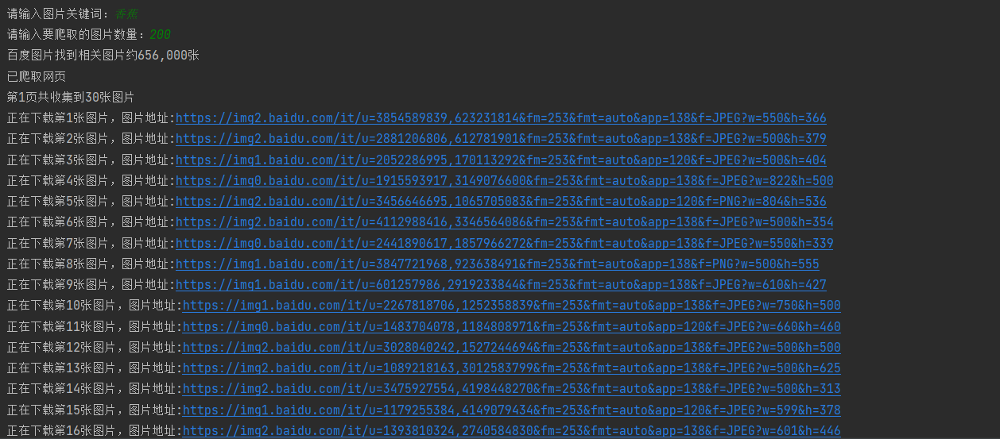 请输入图片关键词：香蕉
请输入要爬取的图片数量：200
百度图片找到相关图片约656,000张
已爬取网页
第1页共收集到30张图片
正在下载第1张图片，图片地址:https://img2.baidu.com/it/u=3854589839,623231814&fm=253&fmt=auto&app=138&f=JPEG?w=550&h=366
正在下载第2张图片，图片地址:https://img2.baidu.com/it/u=2881206806,612781901&fm=253&fmt=auto&app=138&f=JPEG?w=500&h=379
正在下载第3张图片，图片地址:https://img1.baidu.com/it/u=2052286995,170113292&fm=253&fmt=auto&app=120&f=JPEG?w=500&h=404
正在下载第4张图片，图片地址:https://img0.baidu.com/it/u=1915593917,3149076600&fm=253&fmt=auto&app=138&f=JPEG?w=822&h=500
正在下载第5张图片，图片地址:https://img2.baidu.com/it/u=3456646695,1065705083&fm=253&fmt=auto&app=120&f=PNG?w=804&h=536
正在下载第6张图片，图片地址:https://img2.baidu.com/it/u=4112988416,3346564086&fm=253&fmt=auto&app=138&f=JPEG?w=500&h=354
正在下载第7张图片，图片地址:https://img0.baidu.com/it/u=2441890617,1857966272&fm=253&fmt=auto&app=138&f=JPEG?w=550&h=339
正在下载第8张图片，图片地址:https://img1.baidu.com/it/u=3847721968,923638491&fm=253&fmt=auto&app=138&f=PNG?w=500&h=555
正在下载第9张图片，图片地址:https://img1.baidu.com/it/u=601257986,2919233844&fm=253&fmt=auto&app=138&f=JPEG?w=610&h=427
正在下载第10张图片，图片地址:https://img1.baidu.com/it/u=2267818706,1252358839&fm=253&fmt=auto&app=138&f=JPEG?w=750&h=500
正在下载第11张图片，图片地址:https://img0.baidu.com/it/u=1483704078,1184808971&fm=253&fmt=auto&app=120&f=JPEG?w=660&h=460
正在下载第12张图片，图片地址:https://img2.baidu.com/it/u=3028040242,1527244694&fm=253&fmt=auto&app=138&f=JPEG?w=500&h=500
正在下载第13张图片，图片地址:https://img2.baidu.com/it/u=1089218163,3012583799&fm=253&fmt=auto&app=138&f=JPEG?w=500&h=625
正在下载第14张图片，图片地址:https://img2.baidu.com/it/u=3475927554,4198448270&fm=253&fmt=auto&app=138&f=JPEG?w=500&h=313
正在下载第15张图片，图片地址:https://img1.baidu.com/it/u=1179255384,4149079434&fm=253&fmt=auto&app=120&f=JPEG?w=599&h=378
正在下载第16张图片，图片地址:https://img2.baidu.com/it/u=1393810324,2740584830&fm=253&fmt=auto&app=138&f=JPEG?w=601&h=446